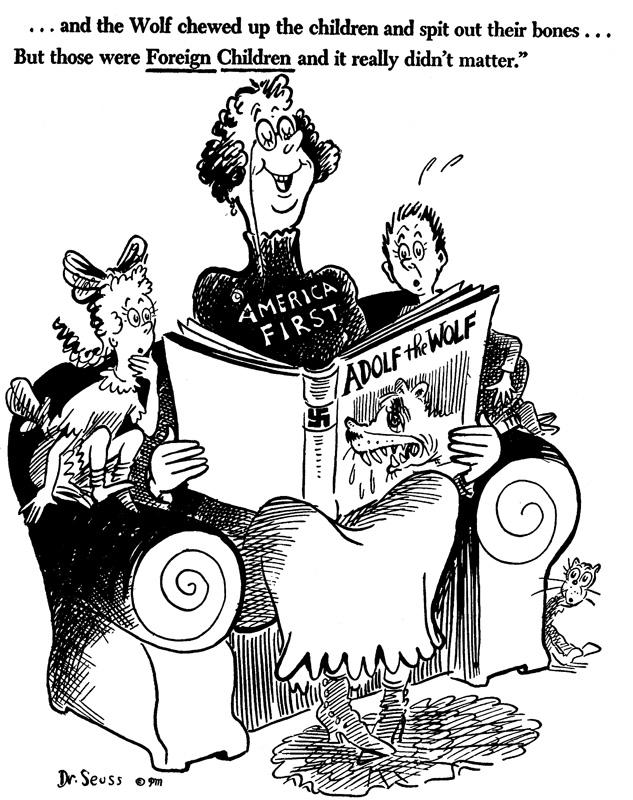 . . . and the Wolf chewed up the children and spit out their bones . . .
But those were Foreign Children and it really didn't matter.”
AMERICA
FIRST
ADOLF the WOLF
Dr. Seuss © PM